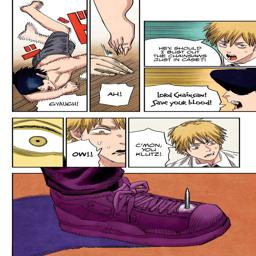 GYAUGH!
AH!
HEY, SHOULD
I BUST OUT
THE CHAINSAWS
JUST IN CASE?!
Lord Chainsaw!
Save your blood!
OW!!
C'MON,
YOU
KLUTZ!